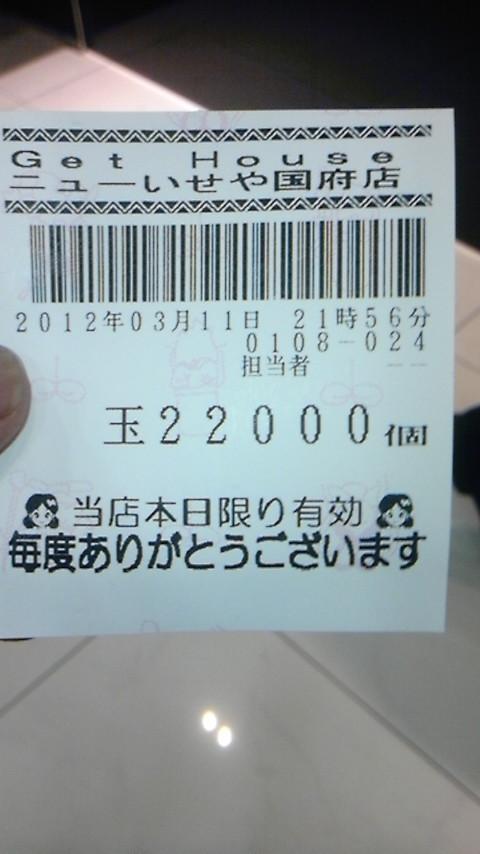 Get House
ニューいせや国府店
2012年03月11日 21時56分
0108-024
担当者 ---
玉22000個
当店本日限り有効
毎度ありがとうございます